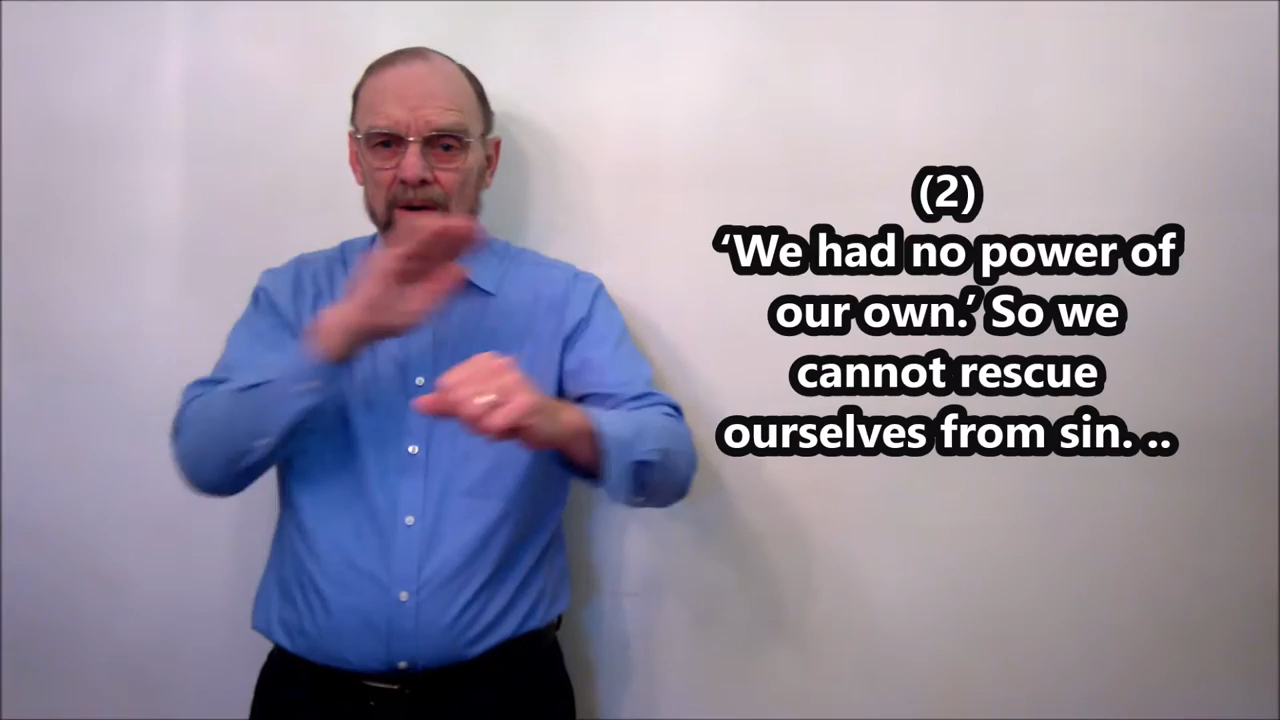 (2)
‘We had no power of
our own.’ So we
cannot rescue
ourselves from sin. ..